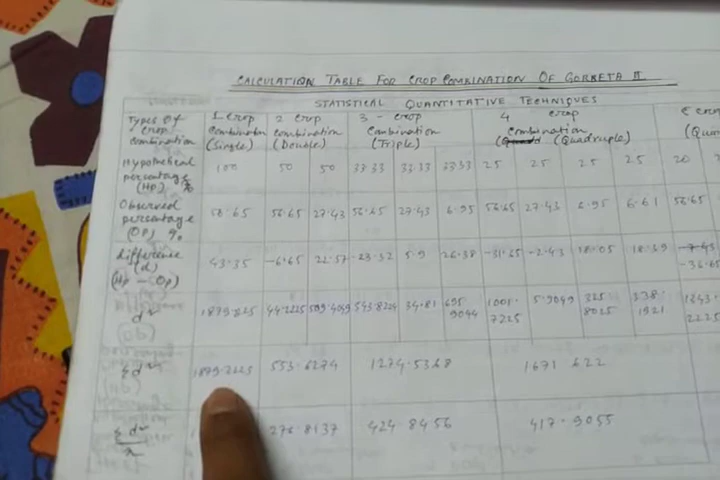 CALCULATION TABLE FOR CROP COMBINATION OF GORBETA II
STATISTICAL QUANTITATIVE TECHNIQUES
Types of crop combination 1 crop combination (Single) 2 crop combination (Double) 3 - crop combination (Triple) 4 crop combination (Quadruple) crop
Hypothetical percentage (Hp) % 100 50 50 33.33 33.33 33.33 25 25 25 25 20
Observed percentage (OP) %. 56.65 56.65 27.43 56.65 27.43 6.95 56.65 27.43 6.95 6.61 56.65
difference (d) (Hp - Op) 43.35 -6.65 22.57 -23.32 5.9 26.38 -31.65 -2.43 18.05 18.39 -36.65
d² 1879.225 44.2225 509.4049 543.8224 34.81 695.9044 1001.7225 5.9049 325.8025 338.1921 1343.2225
Σd² 1879.2225 553.6274 1274.5368 1671.622
Σd²/n 276.8137 424.8456 417.9055